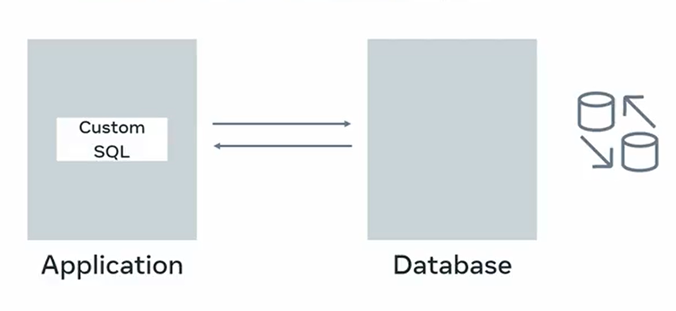 Custom
SQL
Application
Database